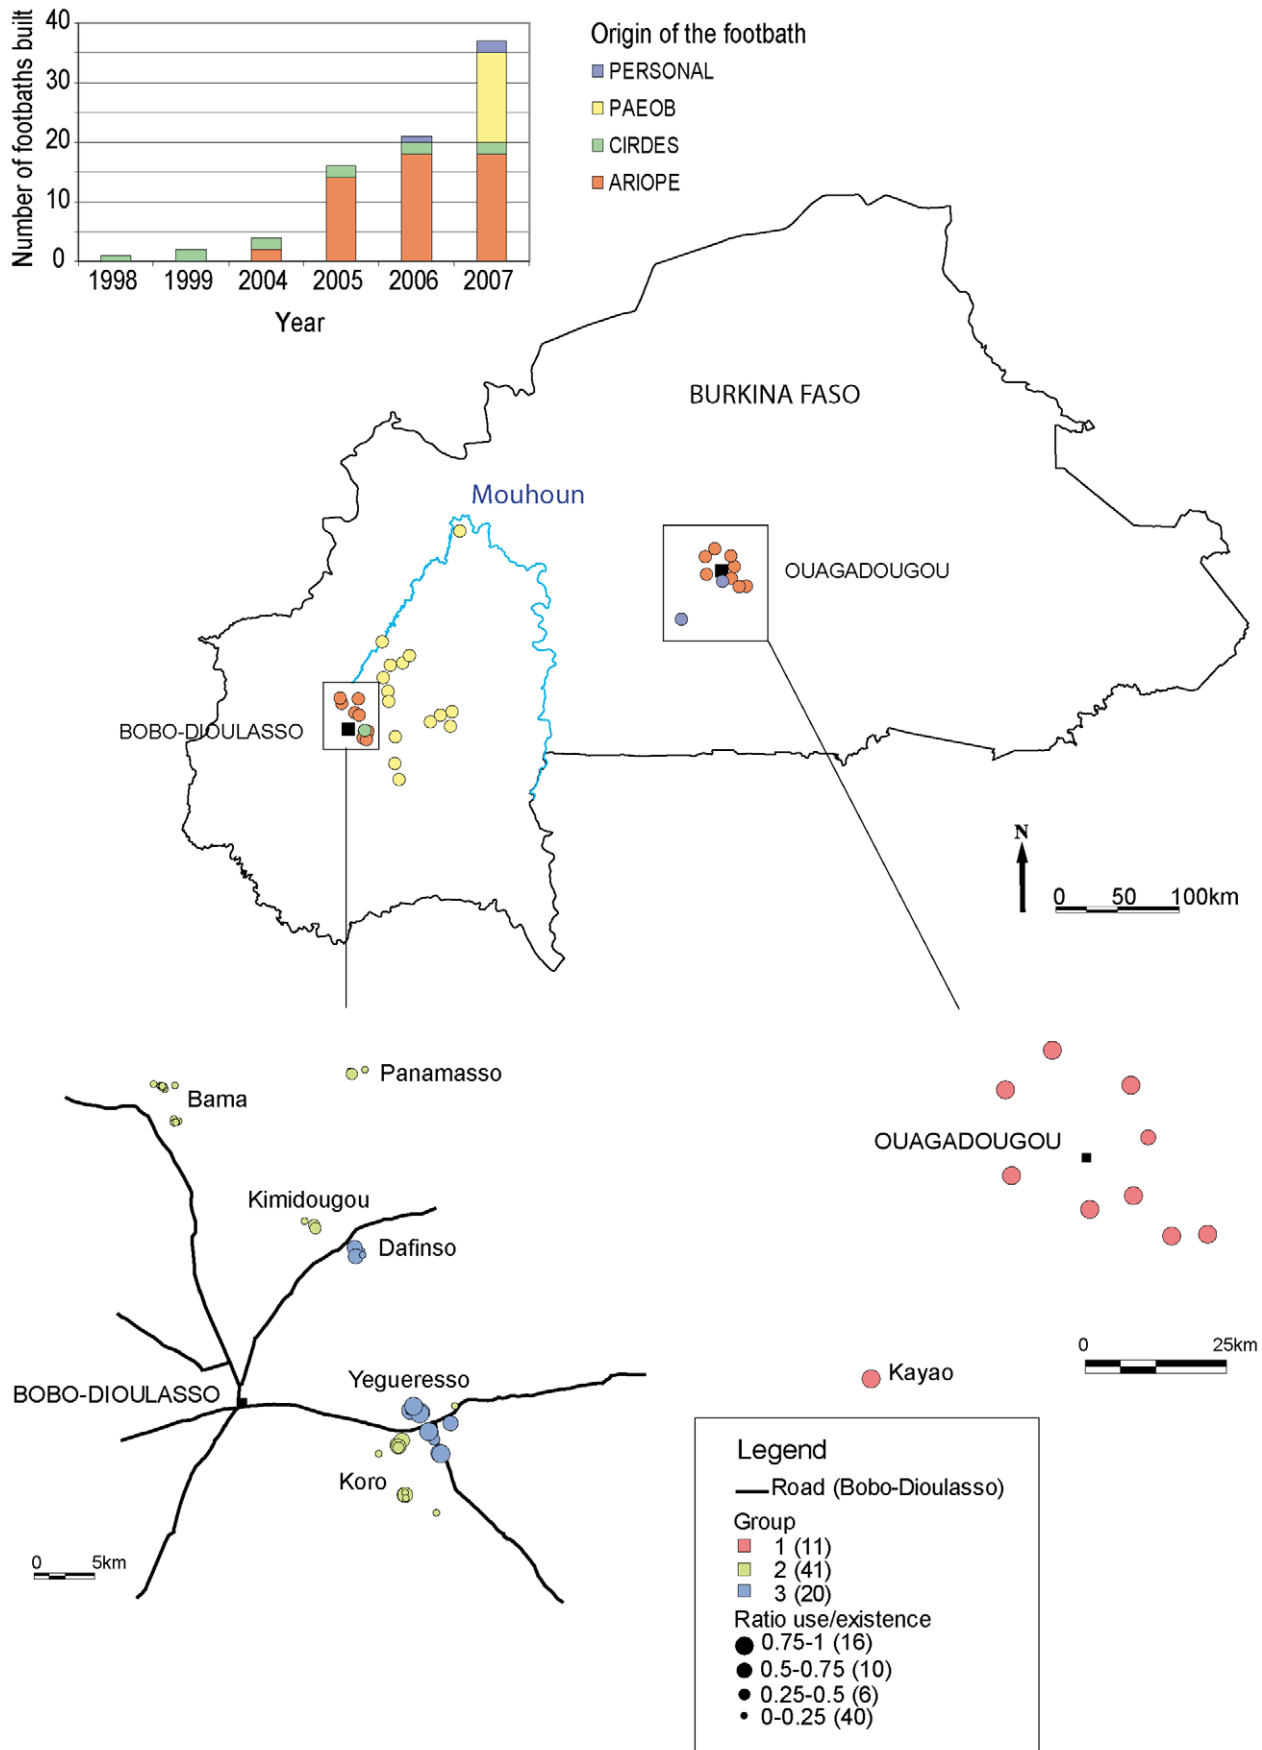 Number of footbaths built
40
30
20
10
0
1998 1999 2004 2005 2006 2007
Year
Origin of the footbath
PERSONAL
PAEOB
CIRDES
ARIOPE
BURKINA FASO
Mouhoun
OUAGADOUGOU
BOBO-DIOULASSO
N
0 50 100km
Panamasso
Bama
OUAGADOUGOU
Kimidougou
Dafinso
0 25km
Kayao
Yegueresso
BOBO-DIOULASSO
Koro
0 5km
Legend
Road (Bobo-Dioulasso)
Group
1 (11)
2 (41)
3 (20)
Ratio use/existence
0.75-1 (16)
0.5-0.75 (10)
0.25-0.5 (6)
0-0.25 (40)